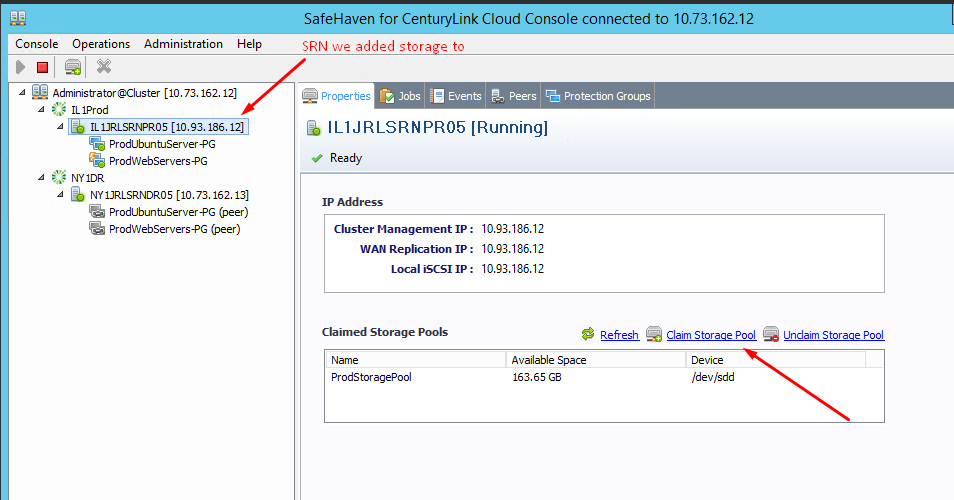 SafeHaven for CenturyLink Cloud Console connected to 10.73.162.12
Console Operations Administration Help
SRN we added storage to
Administrator@Cluster [10.73.162.12]
IL1Prod
IL1JRLSRNPR05 [10.93.186.12]
ProdUbuntuServer-PG
ProdWebServers-PG
NY1DR
NY1JRLSRNDR05 [10.73.162.13]
ProdUbuntuServer-PG (peer)
ProdWebServers-PG (peer)
Properties Jobs Events Peers Protection Groups
IL1JRLSRNPR05 [Running]
Ready
IP Address
Cluster Management IP : 10.93.186.12
WAN Replication IP : 10.93.186.12
Local iSCSI IP : 10.93.186.12
Claimed Storage Pools Refresh Claim Storage Pool Unclaim Storage Pool
Name Available Space Device
ProdStoragePool 163.65 GB /dev/sdd